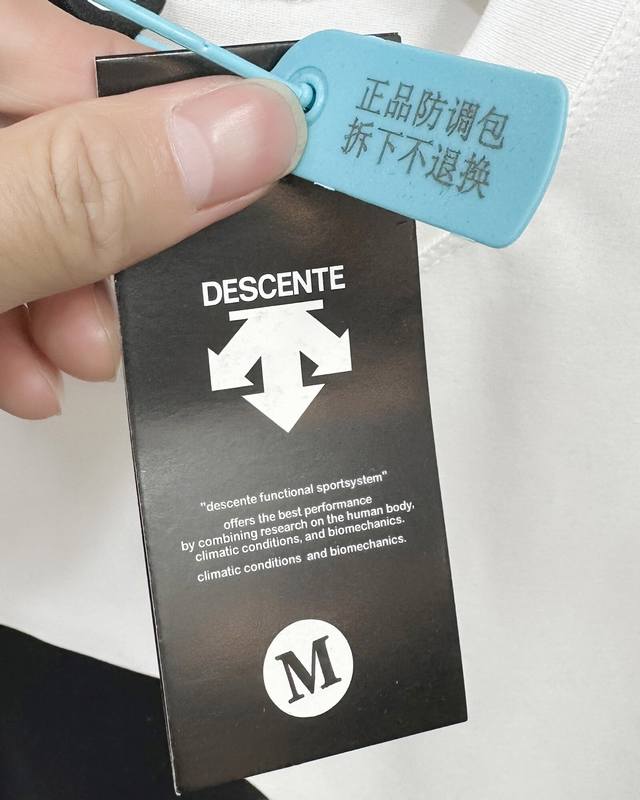 正品防调包
拆下不退换
DESCENTE
"descente functional sportsystem"
offers the best performance
by combining research on the human body,
climatic conditions, and biomechanics.
climatic conditions and biomechanics.
M